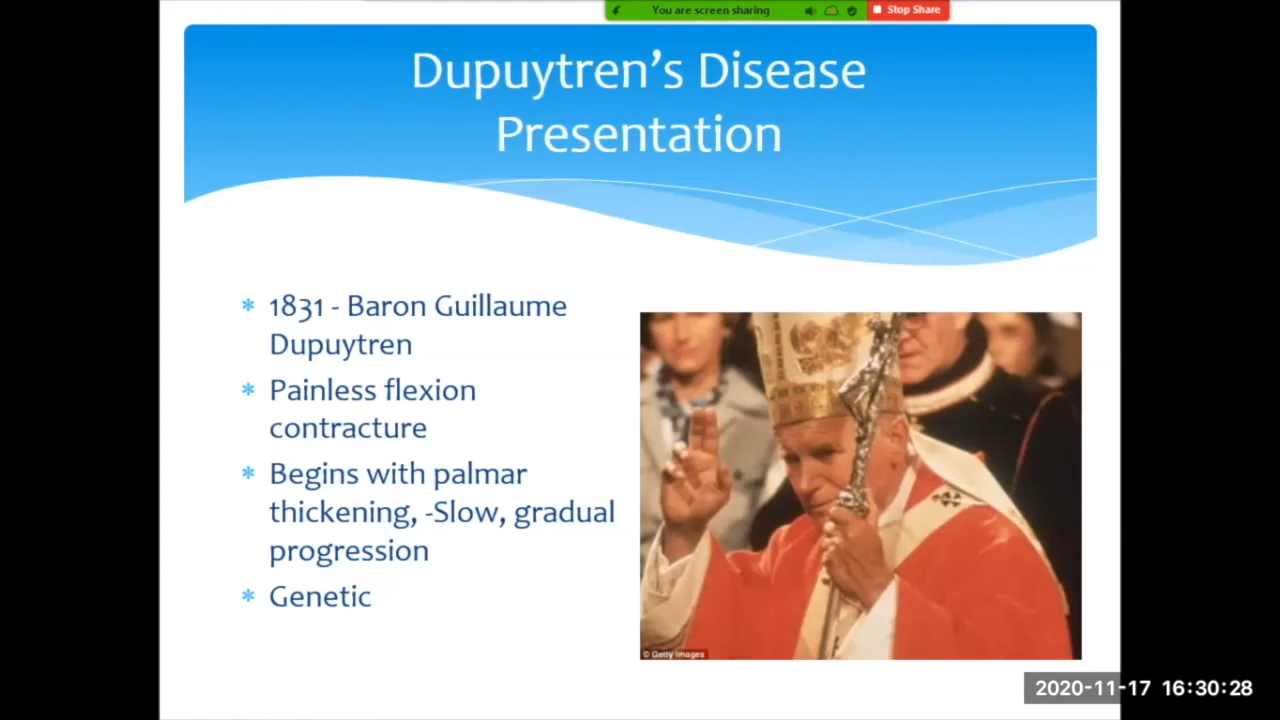 You are screen sharing
Stop Share
Dupuytren’s Disease
Presentation
* 1831 - Baron Guillaume
Dupuytren
* Painless flexion
contracture
* Begins with palmar
thickening, -Slow, gradual
progression
* Genetic
© Getty Images
2020-11-17 16:30:28